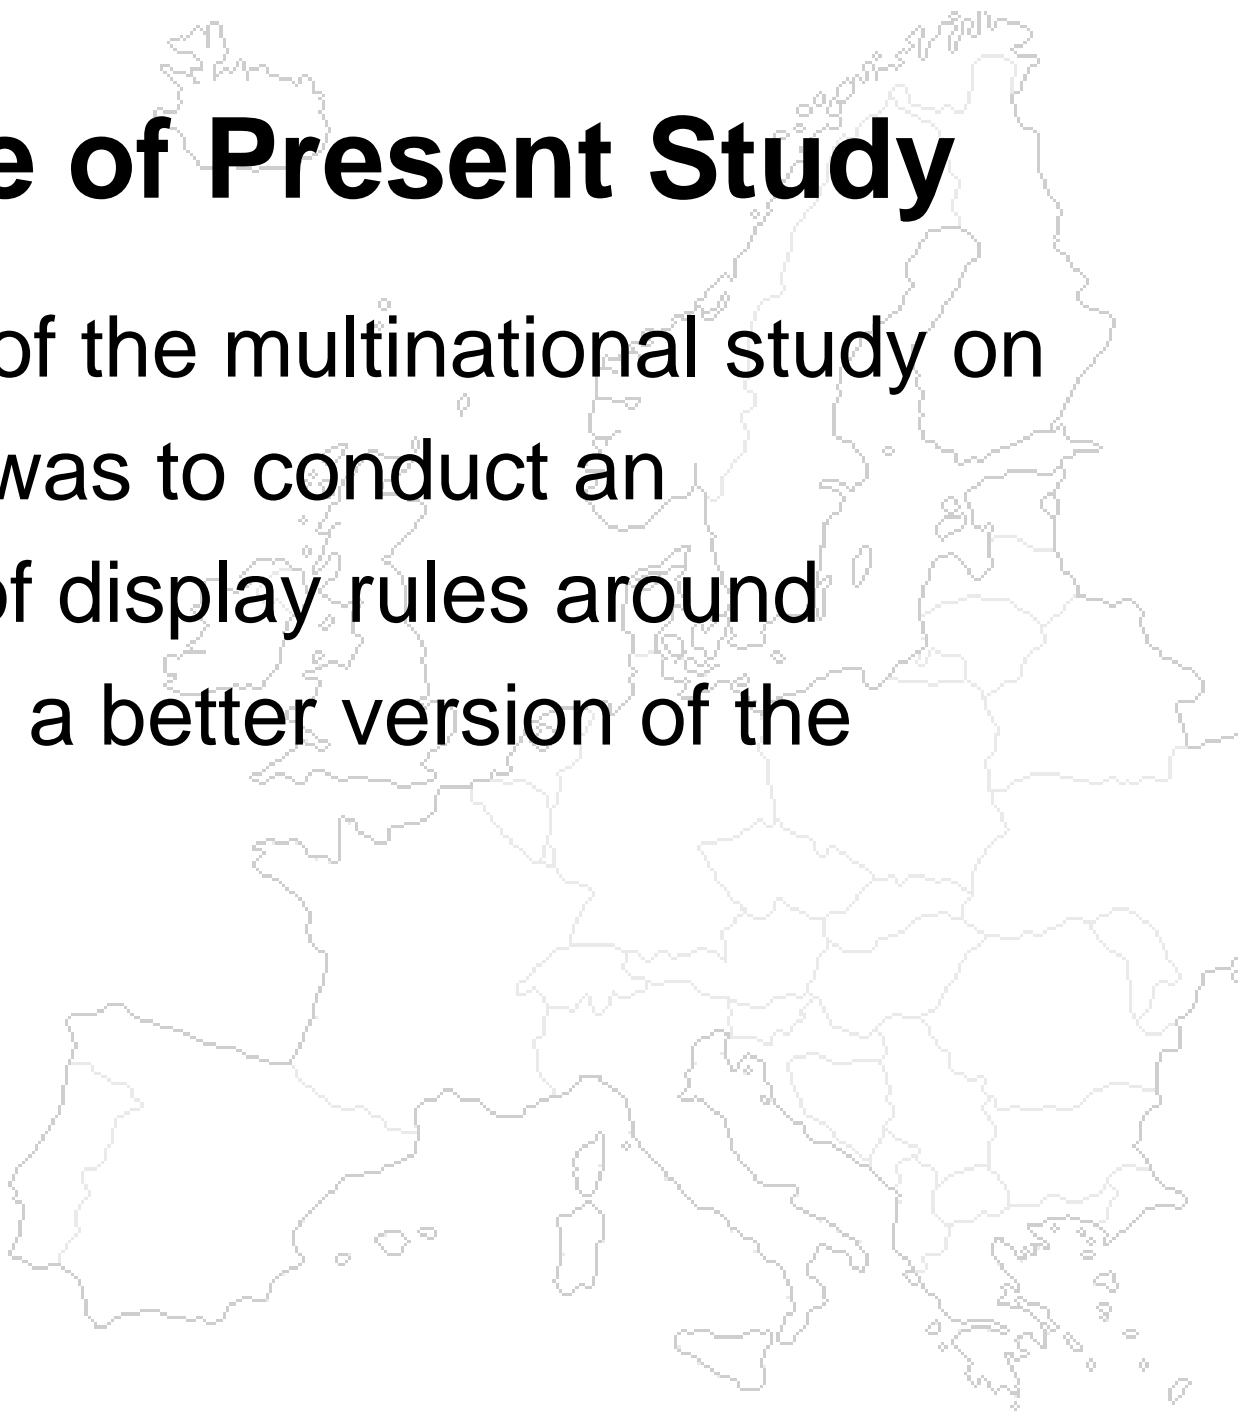 e of Present Study
of the multinational study on
was to conduct an
of display rules around
a better version of the